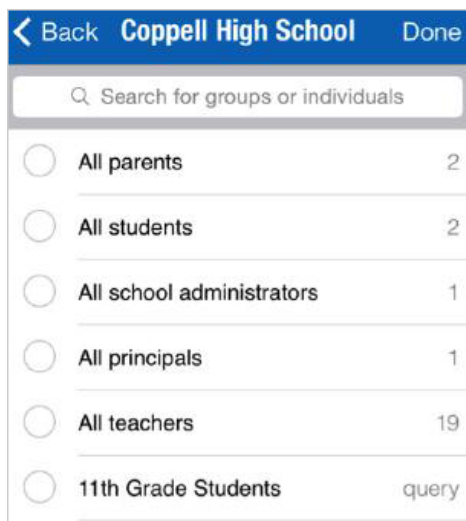 Back Coppell High School Done
Search for groups or individuals
All parents 2
All students 2
All school administrators 1
All principals 1
All teachers 19
11th Grade Students query